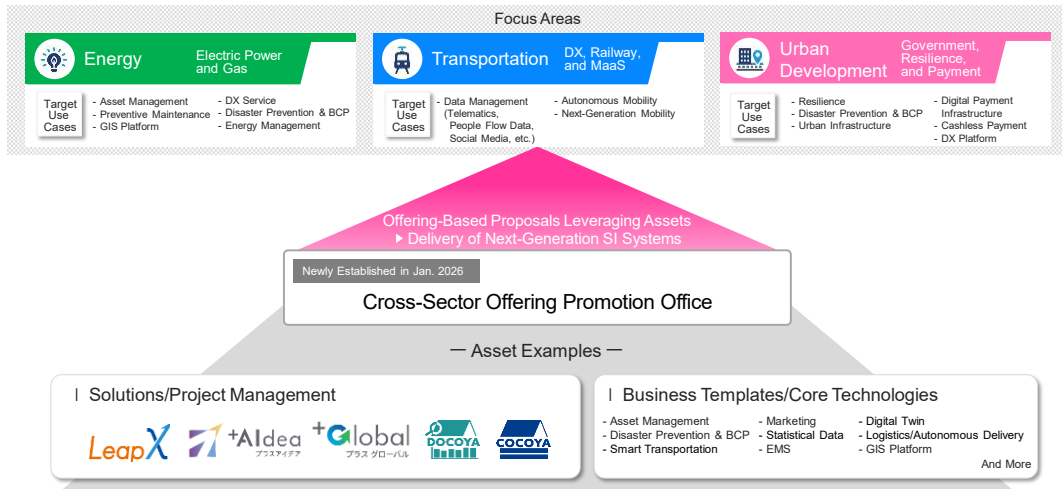 Focus Areas
Energy
Electric Power
and Gas
Target
Use
Cases
- Asset Management
- Preventive Maintenance
- GIS Platform
- DX Service
- Disaster Prevention & BCP
- Energy Management
Transportation
DX, Railway,
and MaaS
Target
Use
Cases
- Data Management
(Telematics,
People Flow Data,
Social Media, etc.)
- Autonomous Mobility
- Next-Generation Mobility
Urban
Development
Government,
Resilience,
and Payment
Target
Use
Cases
- Resilience
- Disaster Prevention & BCP
- Urban Infrastructure
- Digital Payment
Infrastructure
- Cashless Payment
- DX Platform
Offering-Based Proposals Leveraging Assets
▶ Delivery of Next-Generation SI Systems
Newly Established in Jan. 2026
Cross-Sector Offering Promotion Office
— Asset Examples —
| Solutions/Project Management
LeapX
+AIdea
プラスアイデア
+Global
プラス グローバル
DOCOYA
COCOYA
| Business Templates/Core Technologies
- Asset Management
- Disaster Prevention & BCP
- Smart Transportation
- Marketing
- Statistical Data
- EMS
- Digital Twin
- Logistics/Autonomous Delivery
- GIS Platform
And More